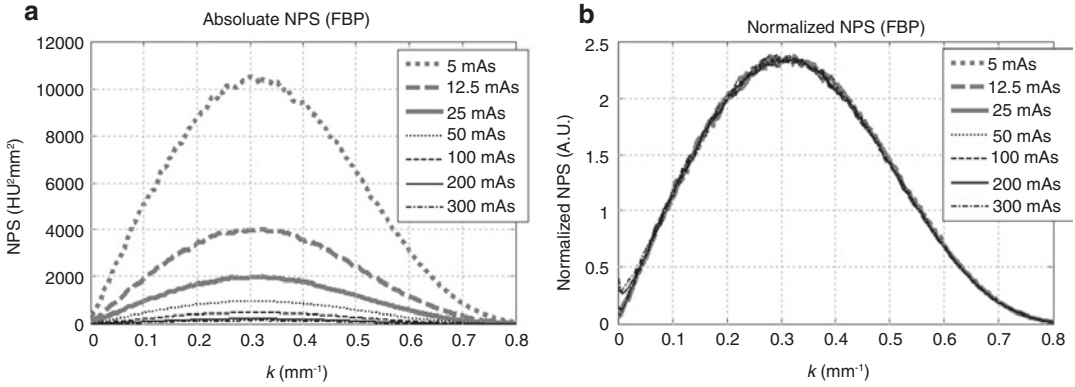 a
Absoluate NPS (FBP)
12000
10000
8000
6000
4000
2000
0
NPS (HU²mm²)
0 0.1 0.2 0.3 0.4 0.5 0.6 0.7 0.8
k (mm⁻¹)
5 mAs
12.5 mAs
25 mAs
50 mAs
100 mAs
200 mAs
300 mAs
b
Normalized NPS (FBP)
2.5
2
1.5
1
0.5
0
Normalized NPS (A.U.)
0 0.1 0.2 0.3 0.4 0.5 0.6 0.7 0.8
k (mm⁻¹)
5 mAs
12.5 mAs
25 mAs
50 mAs
100 mAs
200 mAs
300 mAs